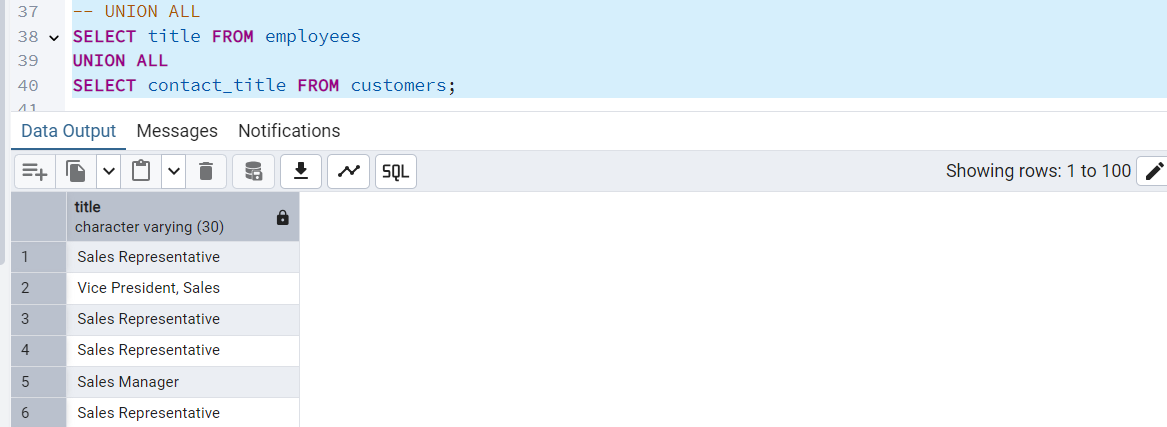 37 -- UNION ALL
38 SELECT title FROM employees
39 UNION ALL
40 SELECT contact_title FROM customers;
41
Data Output Messages Notifications
SQL Showing rows: 1 to 100
title
character varying (30)
1 Sales Representative
2 Vice President, Sales
3 Sales Representative
4 Sales Representative
5 Sales Manager
6 Sales Representative